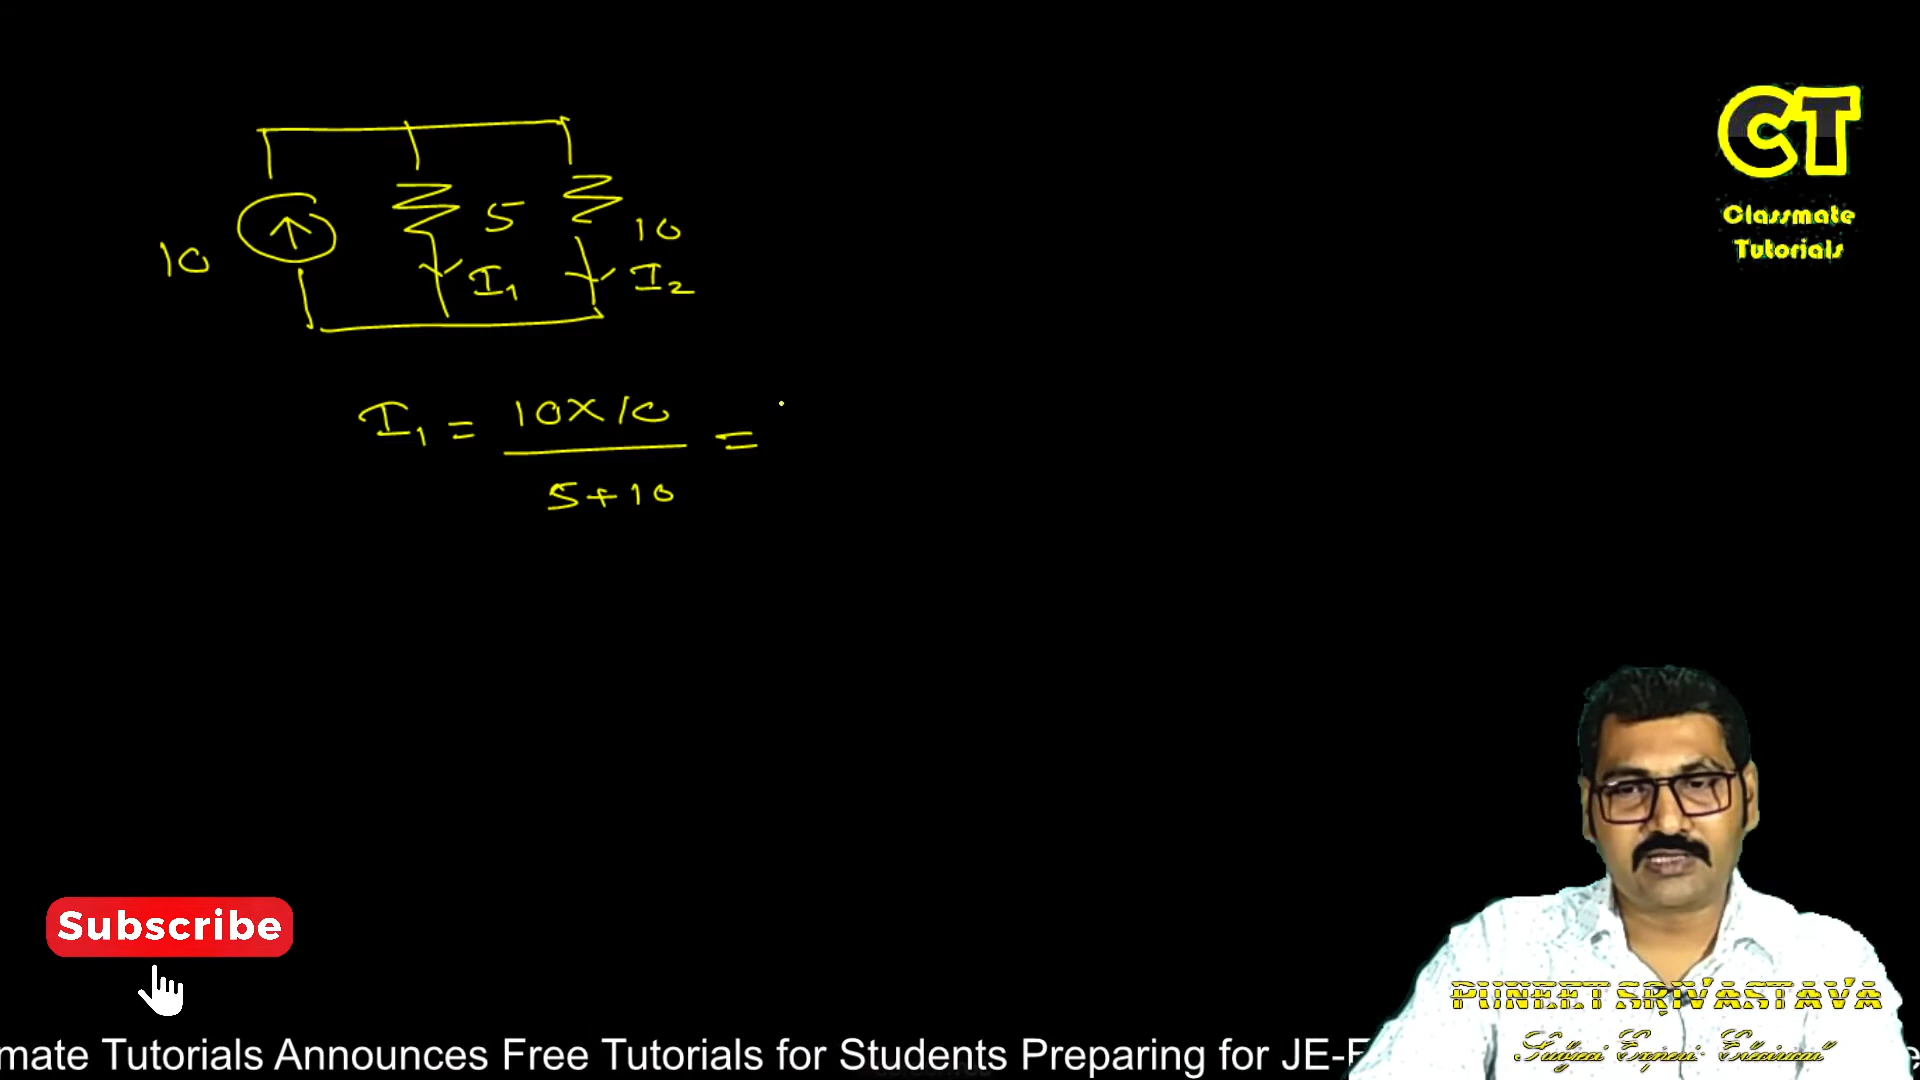 CT
Classmate
Tutorials
10
5
10
I1
I2
I1 = 10×10 =
5+10
Subscribe
PUNEET SRIVASTAVA
mate Tutorials Announces Free Tutorials for Students Preparing for JE-